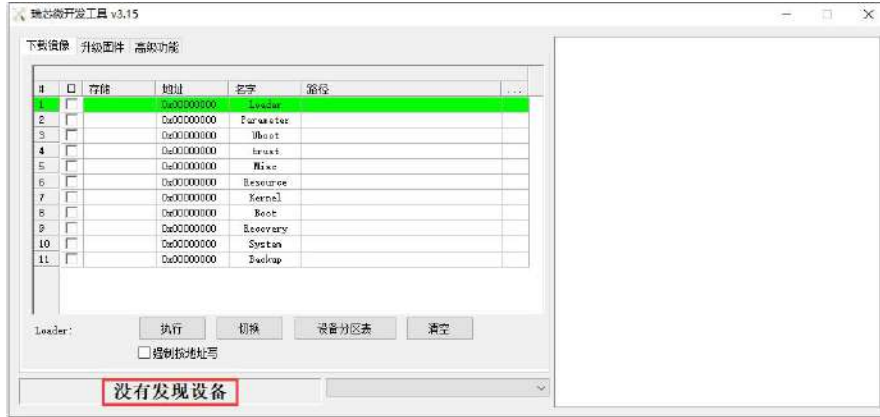 瑞芯微开发工具 v3.15
下载镜像 升级固件 高级功能
# 存储 地址 名字 路径 ...
1 0x00000000 Loader
2 0x00000000 Parameter
3 0x00000000 Uboot
4 0x00000000 trust
5 0x00000000 Misc
6 0x00000000 Resource
7 0x00000000 Kernel
8 0x00000000 Boot
9 0x00000000 Recovery
10 0x00000000 System
11 0x00000000 Backup
Loader: 执行 切换 设备分区表 清空
强制按地址写
没有发现设备